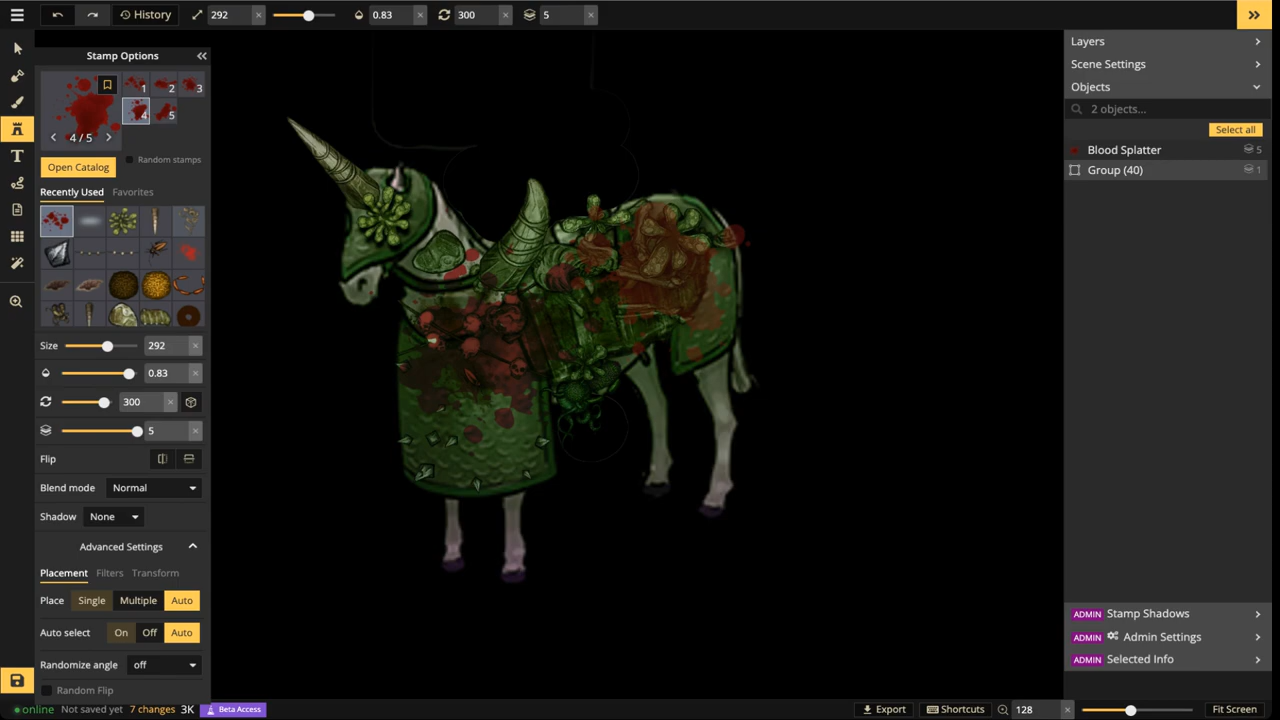 History
292
×
0.83
×
300
×
5
×
Stamp Options
1
2
3
4
5
4 / 5
Open Catalog
Random stamps
Recently Used
Favorites
Size
292
×
0.83
×
300
×
5
×
Flip
Blend mode
Normal
Shadow
None
Advanced Settings
Placement
Filters
Transform
Place
Single
Multiple
Auto
Auto select
On
Off
Auto
Randomize angle
off
Random Flip
online
Not saved yet
7 changes
3K
Beta Access
Layers
Scene Settings
Objects
2 objects...
Select all
Blood Splatter
5
Group (40)
1
ADMIN
Stamp Shadows
ADMIN
Admin Settings
ADMIN
Selected Info
Export
Shortcuts
128
×
Fit Screen